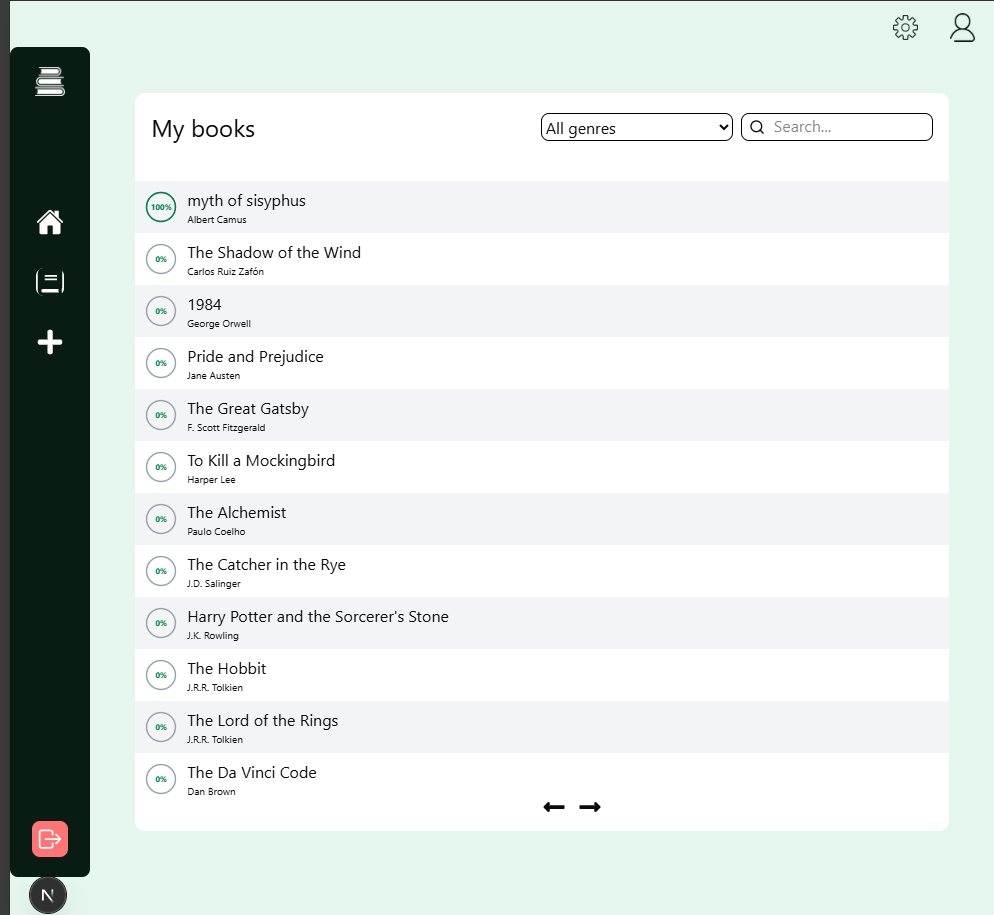 My books
All genres
Search...
100%
myth of sisyphus
Albert Camus
0%
The Shadow of the Wind
Carlos Ruiz Zafón
0%
1984
George Orwell
0%
Pride and Prejudice
Jane Austen
0%
The Great Gatsby
F. Scott Fitzgerald
0%
To Kill a Mockingbird
Harper Lee
0%
The Alchemist
Paulo Coelho
0%
The Catcher in the Rye
J.D. Salinger
0%
Harry Potter and the Sorcerer's Stone
J.K. Rowling
0%
The Hobbit
J.R.R. Tolkien
0%
The Lord of the Rings
J.R.R. Tolkien
0%
The Da Vinci Code
Dan Brown
N